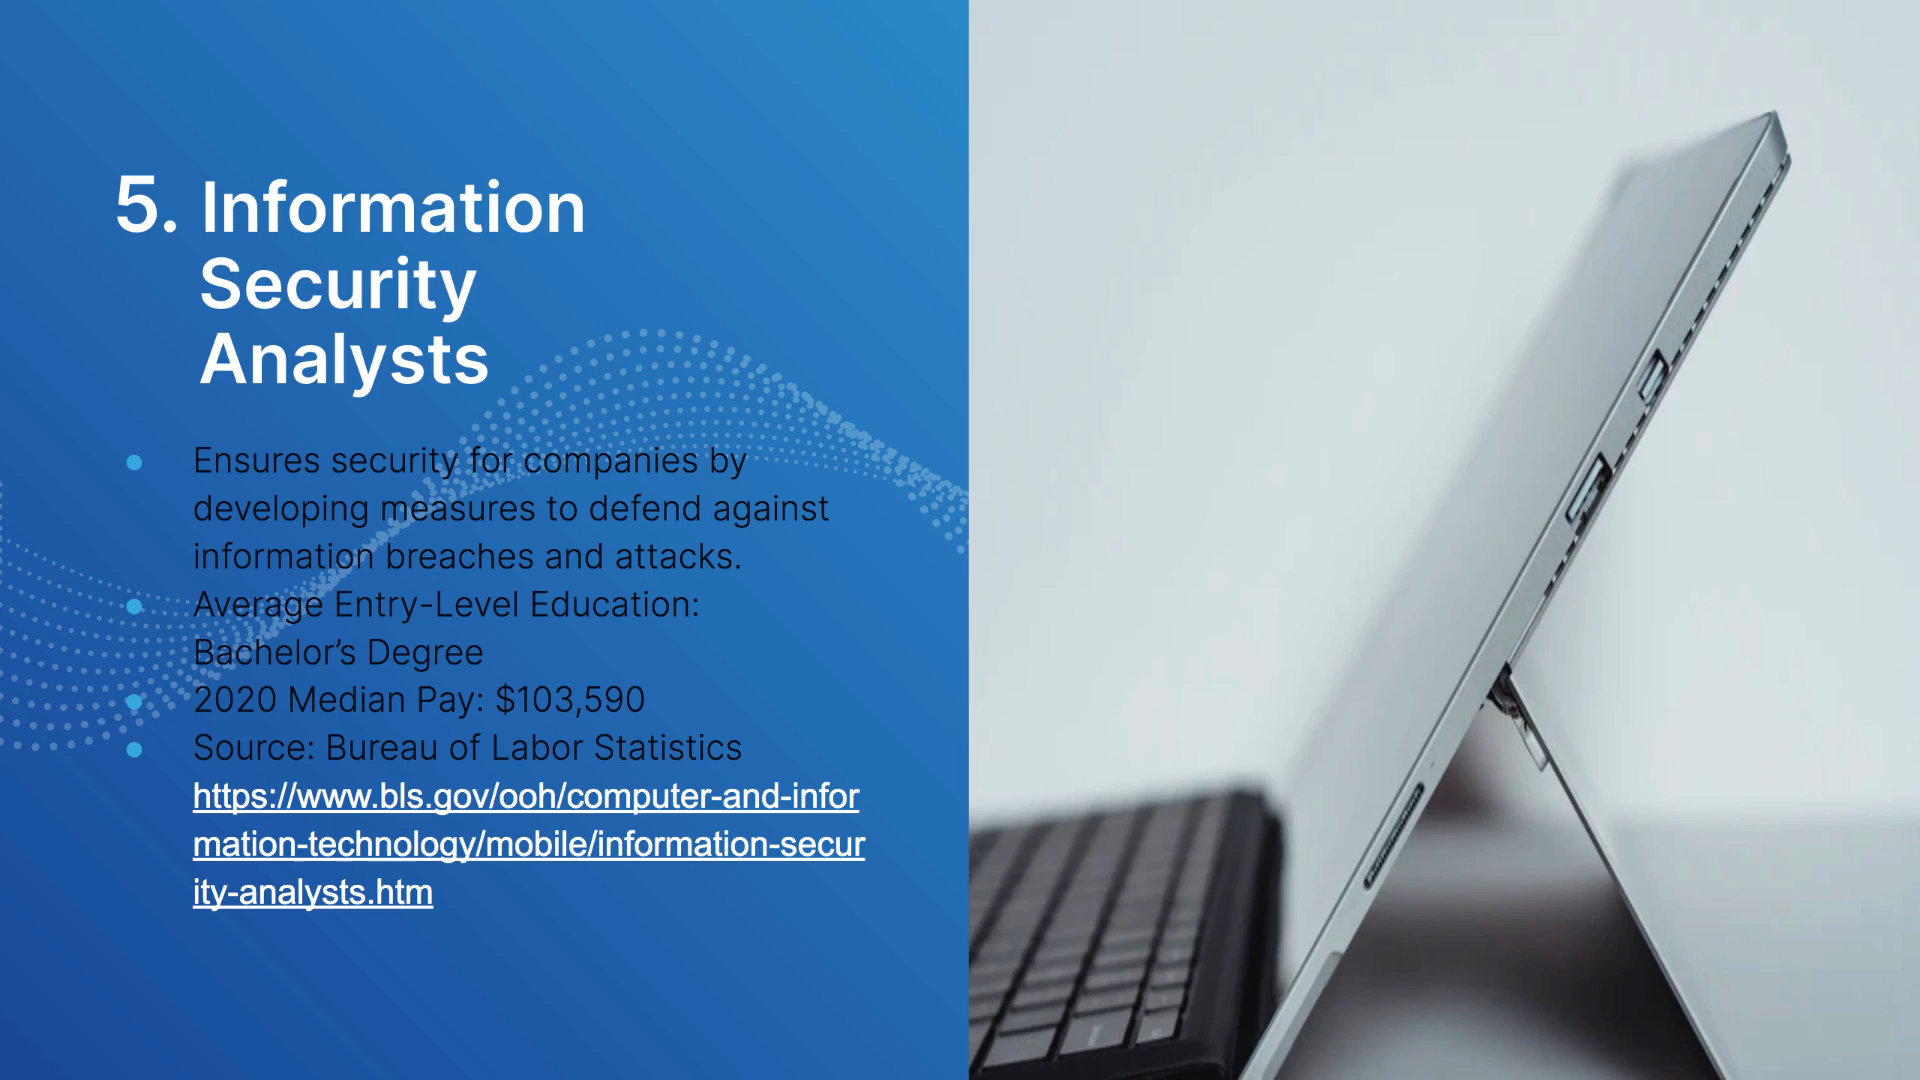 5. Information
Security
Analysts
Ensures security for companies by
developing measures to defend against
information breaches and attacks.
Average Entry-Level Education:
Bachelor’s Degree
2020 Median Pay: $103,590
Source: Bureau of Labor Statistics
https://www.bls.gov/ooh/computer-and-infor
mation-technology/mobile/information-secur
ity-analysts.htm